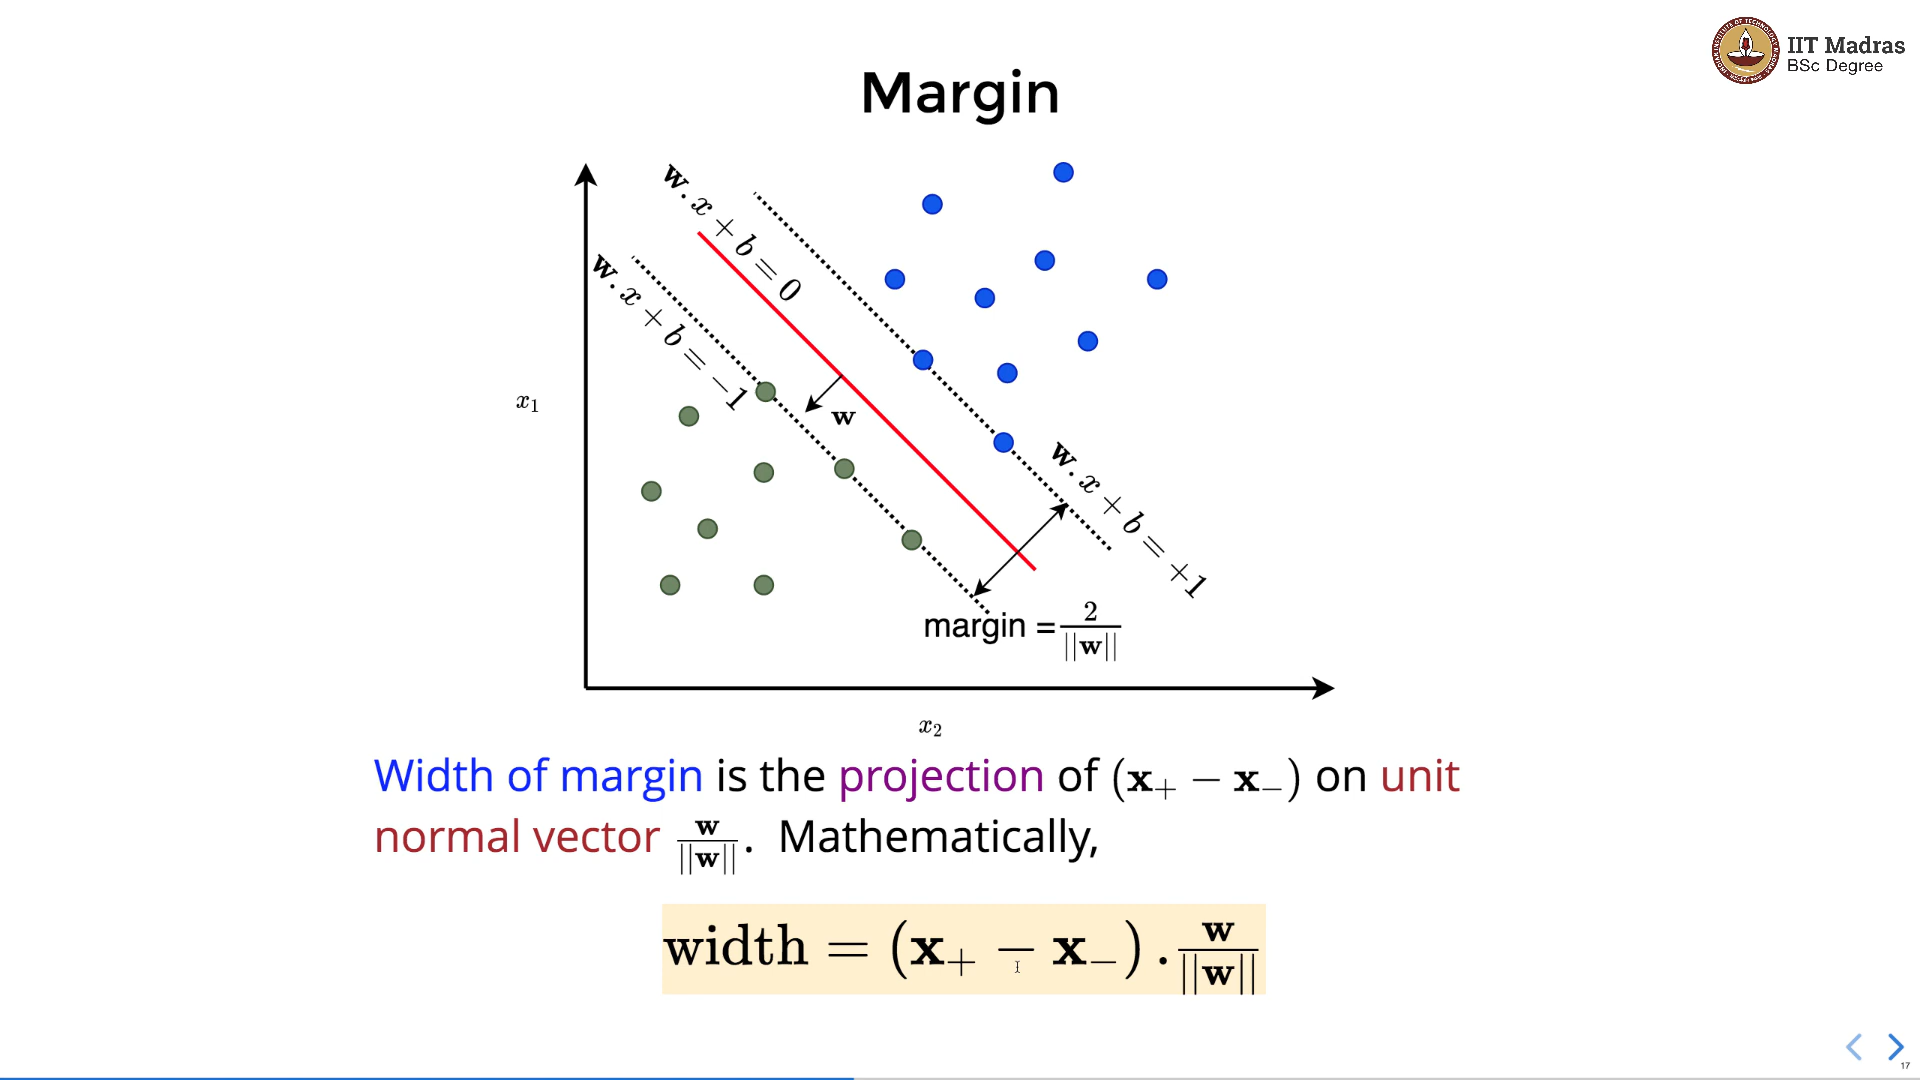 IIT Madras
BSc Degree
Margin
w. x + b = 0
w. x + b = −1
x₁
w
w. x + b = +1
margin = 2 / ||w||
x₂
Width of margin is the projection of (x₊ − x₋) on unit
normal vector w / ||w||. Mathematically,
width = (x₊ − x₋) . w / ||w||
17